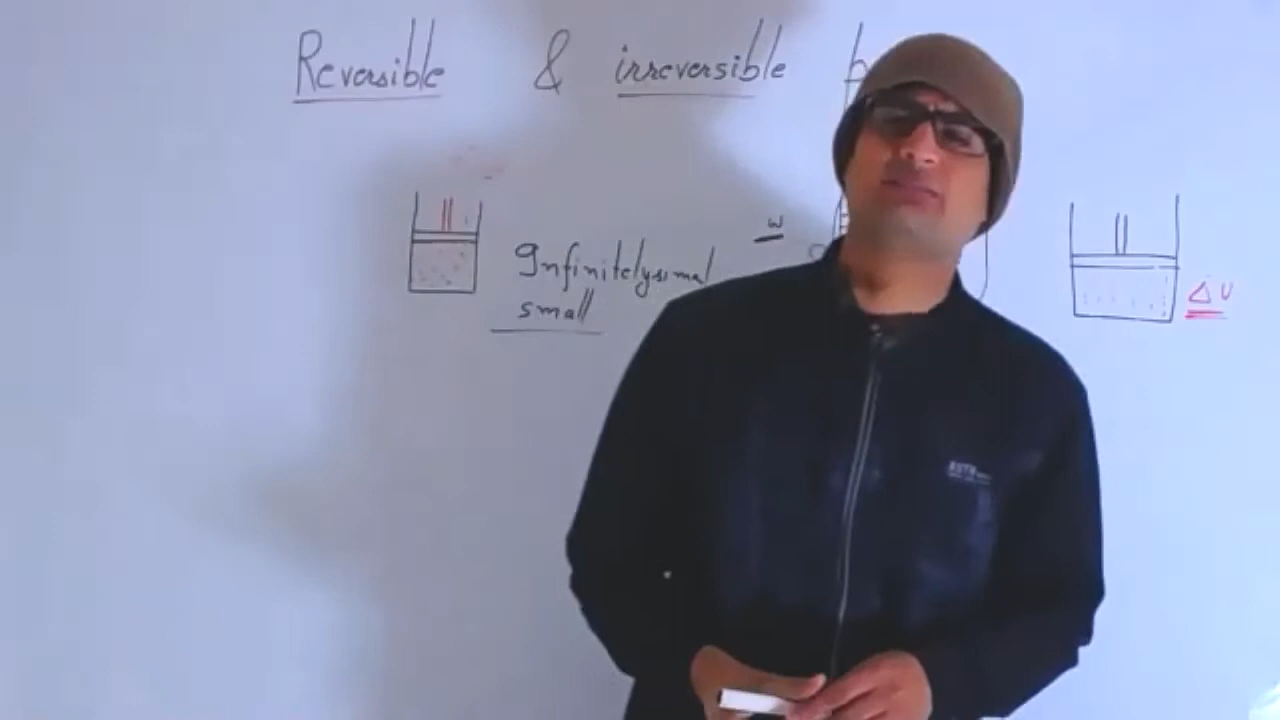 Reversible & irreversible
Infinitelysimal
small
w
ΔU